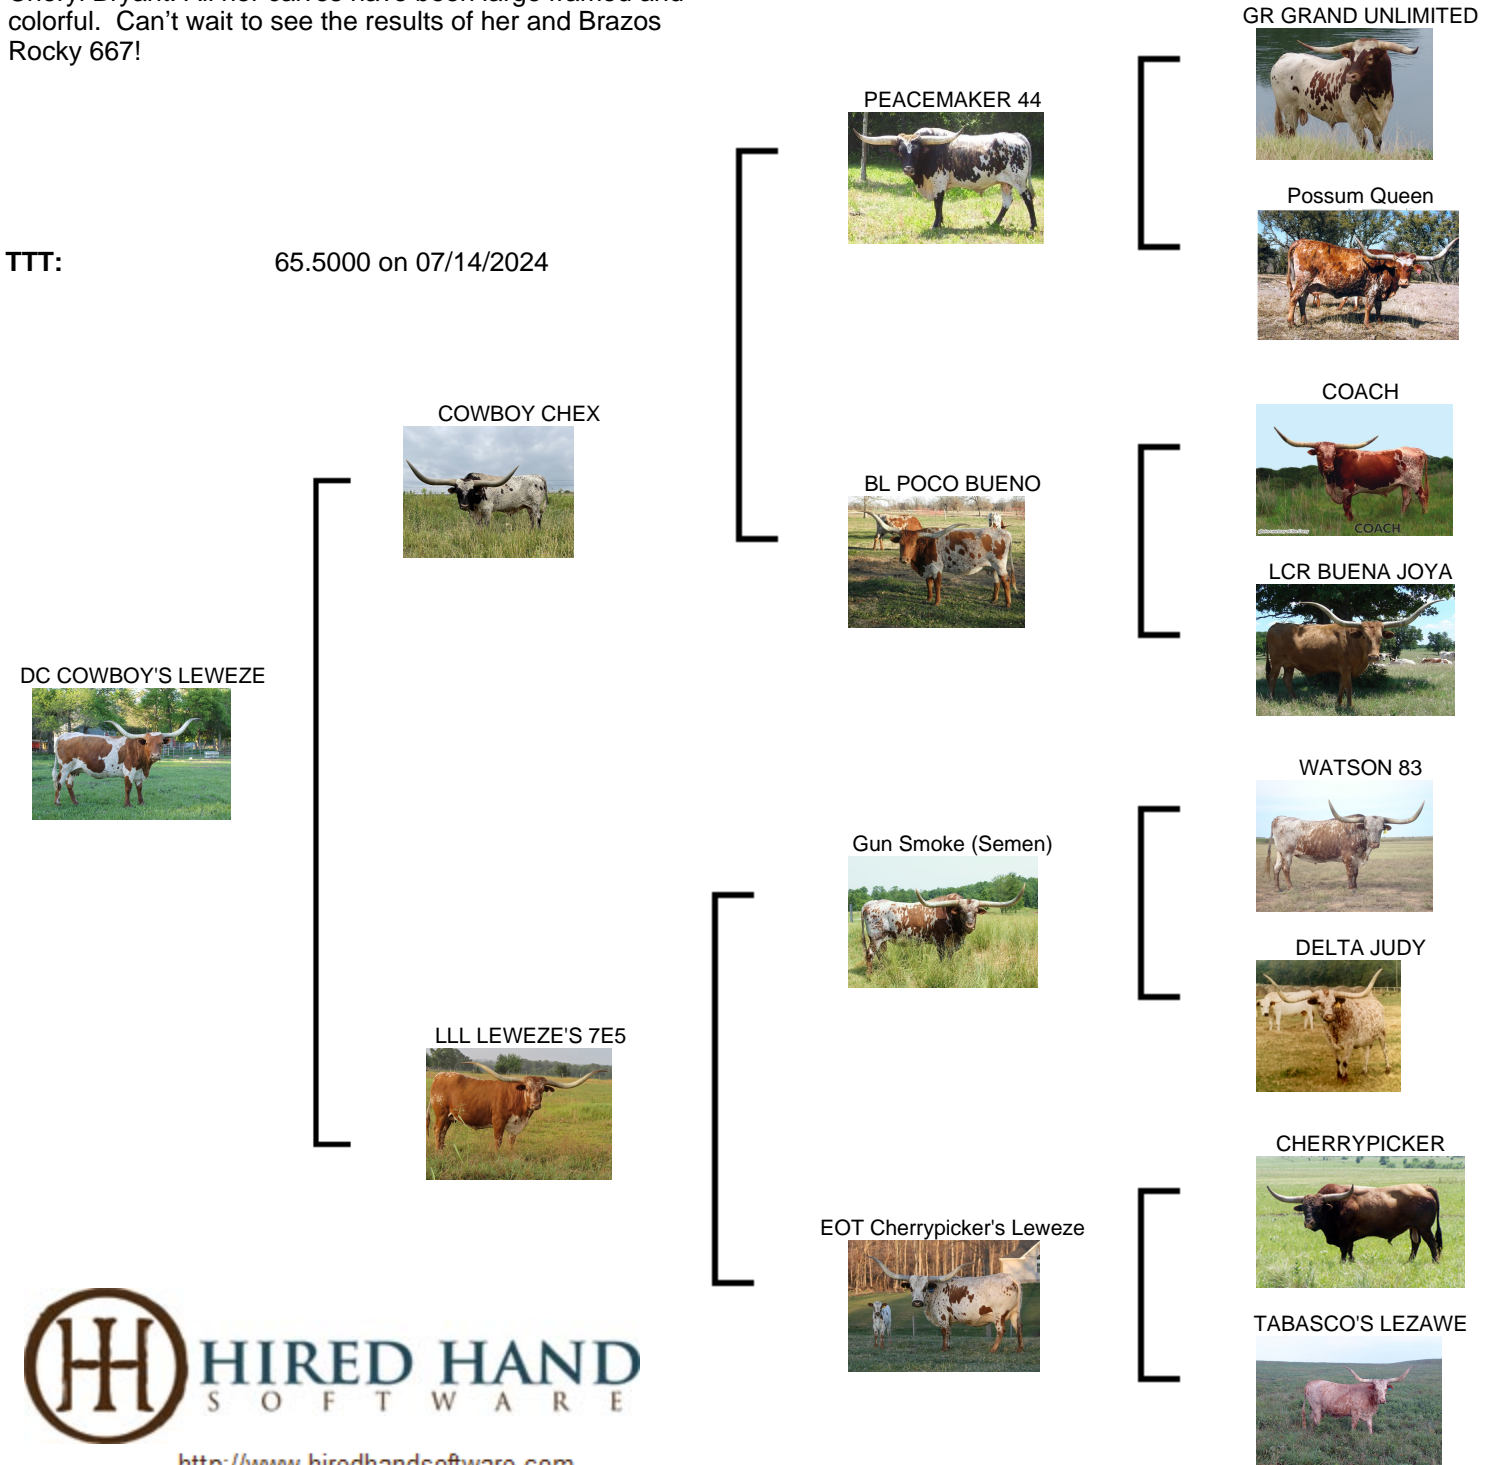 colorful.  Can't wait to see the results of her and Brazos
Rocky 667!
TTT: 65.5000 on 07/14/2024
GR GRAND UNLIMITED
PEACEMAKER 44
Possum Queen
COWBOY CHEX
COACH
COACH
BL POCO BUENO
LCR BUENA JOYA
DC COWBOY'S LEWEZE
WATSON 83
Gun Smoke (Semen)
DELTA JUDY
LLL LEWEZE'S 7E5
CHERRYPICKER
EOT Cherrypicker's Leweze
TABASCO'S LEZAWE
HIRED HAND
SOFTWARE
http://www.hiredhandsoftware.com